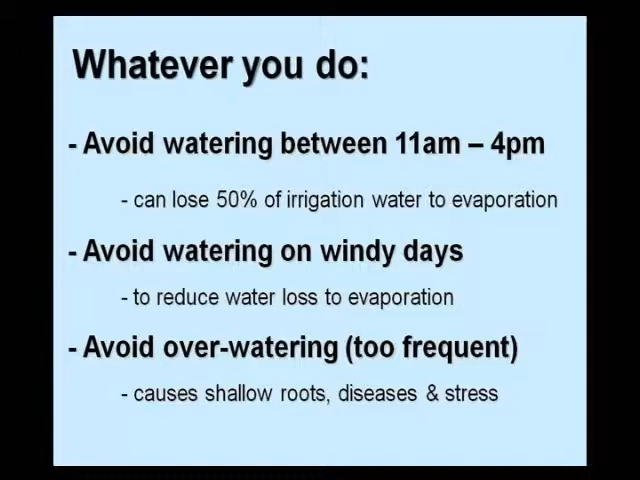 Whatever you do:
- Avoid watering between 11am – 4pm
- can lose 50% of irrigation water to evaporation
- Avoid watering on windy days
- to reduce water loss to evaporation
- Avoid over-watering (too frequent)
- causes shallow roots, diseases & stress